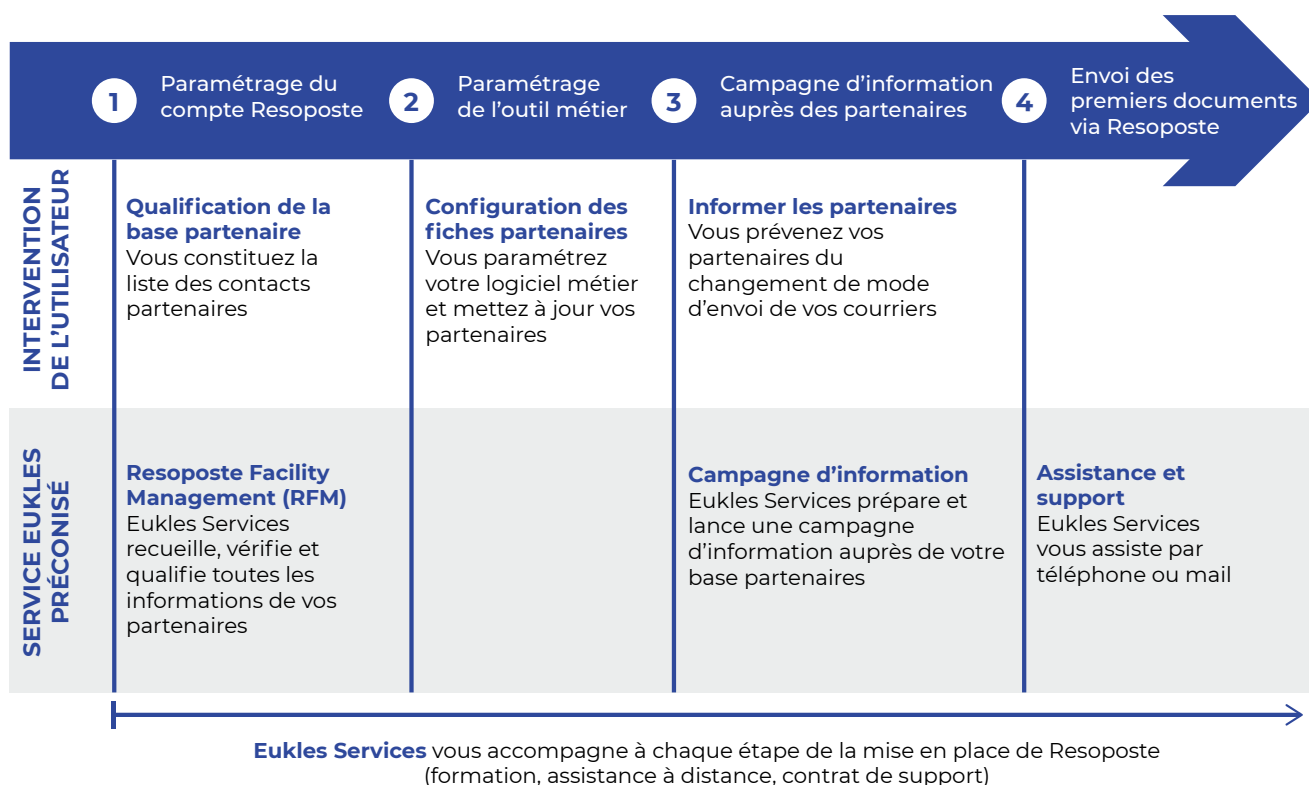 1
Paramétrage du
compte Resoposte
2
Paramétrage
de l'outil métier
3
Campagne d'information
auprès des partenaires
4
Envoi des
premiers documents
via Resoposte
INTERVENTION
DE L'UTILISATEUR
Qualification de la
base partenaire
Vous constituez la
liste des contacts
partenaires
Configuration des
fiches partenaires
Vous paramétrez
votre logiciel métier
et mettez à jour vos
partenaires
Informer les partenaires
Vous prévenez vos
partenaires du
changement de mode
d'envoi de vos courriers
SERVICE EUKLES
PRÉCONISÉ
Resoposte Facility
Management (RFM)
Eukles Services
recueille, vérifie et
qualifie toutes les
informations de vos
partenaires
Campagne d'information
Eukles Services prépare et
lance une campagne
d'information auprès de votre
base partenaires
Assistance et
support
Eukles Services
vous assiste par
téléphone ou mail
Eukles Services vous accompagne à chaque étape de la mise en place de Resoposte
(formation, assistance à distance, contrat de support)